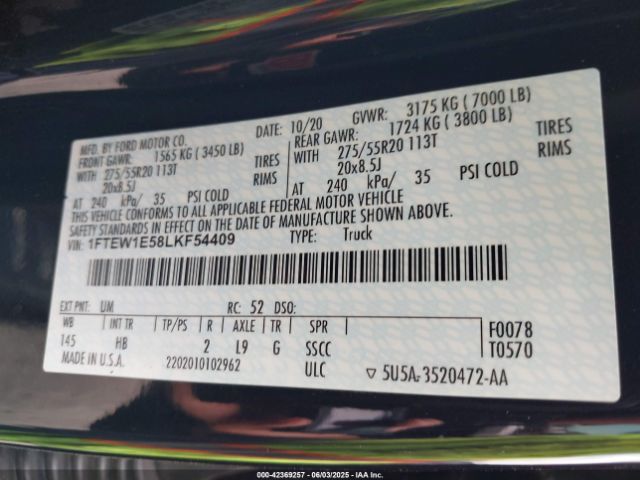 MFD. BY FORD MOTOR CO. DATE: 10/20 GVWR: 3175 KG ( 7000 LB)
FRONT GAWR: 1565 KG ( 3450 LB) REAR GAWR: 1724 KG ( 3800 LB)
WITH 275/55R20 113T TIRES WITH 275/55R20 113T TIRES
20x8.5J RIMS 20x8.5J RIMS
AT 240 kPa/ 35 PSI COLD AT 240 kPa/ 35 PSI COLD
THIS VEHICLE CONFORMS TO ALL APPLICABLE FEDERAL MOTOR VEHICLE
SAFETY STANDARDS IN EFFECT ON THE DATE OF MANUFACTURE SHOWN ABOVE.
VIN: 1FTEW1E58LKF54409 TYPE: Truck
EXT PNT: UM RC: 52 DSO:
WB INT TR TP/PS R AXLE TR SPR F0078
145 HB 2 L9 G SSCC T0570
MADE IN U.S.A. 2202010102962 ULC ▽ 5U5A-3520472-AA
000-42369257 - 06/03/2025 - IAA Inc.